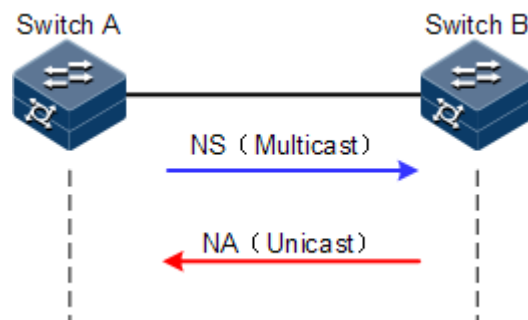 Switch A
Switch B
NS（Multicast）
NA（Unicast）